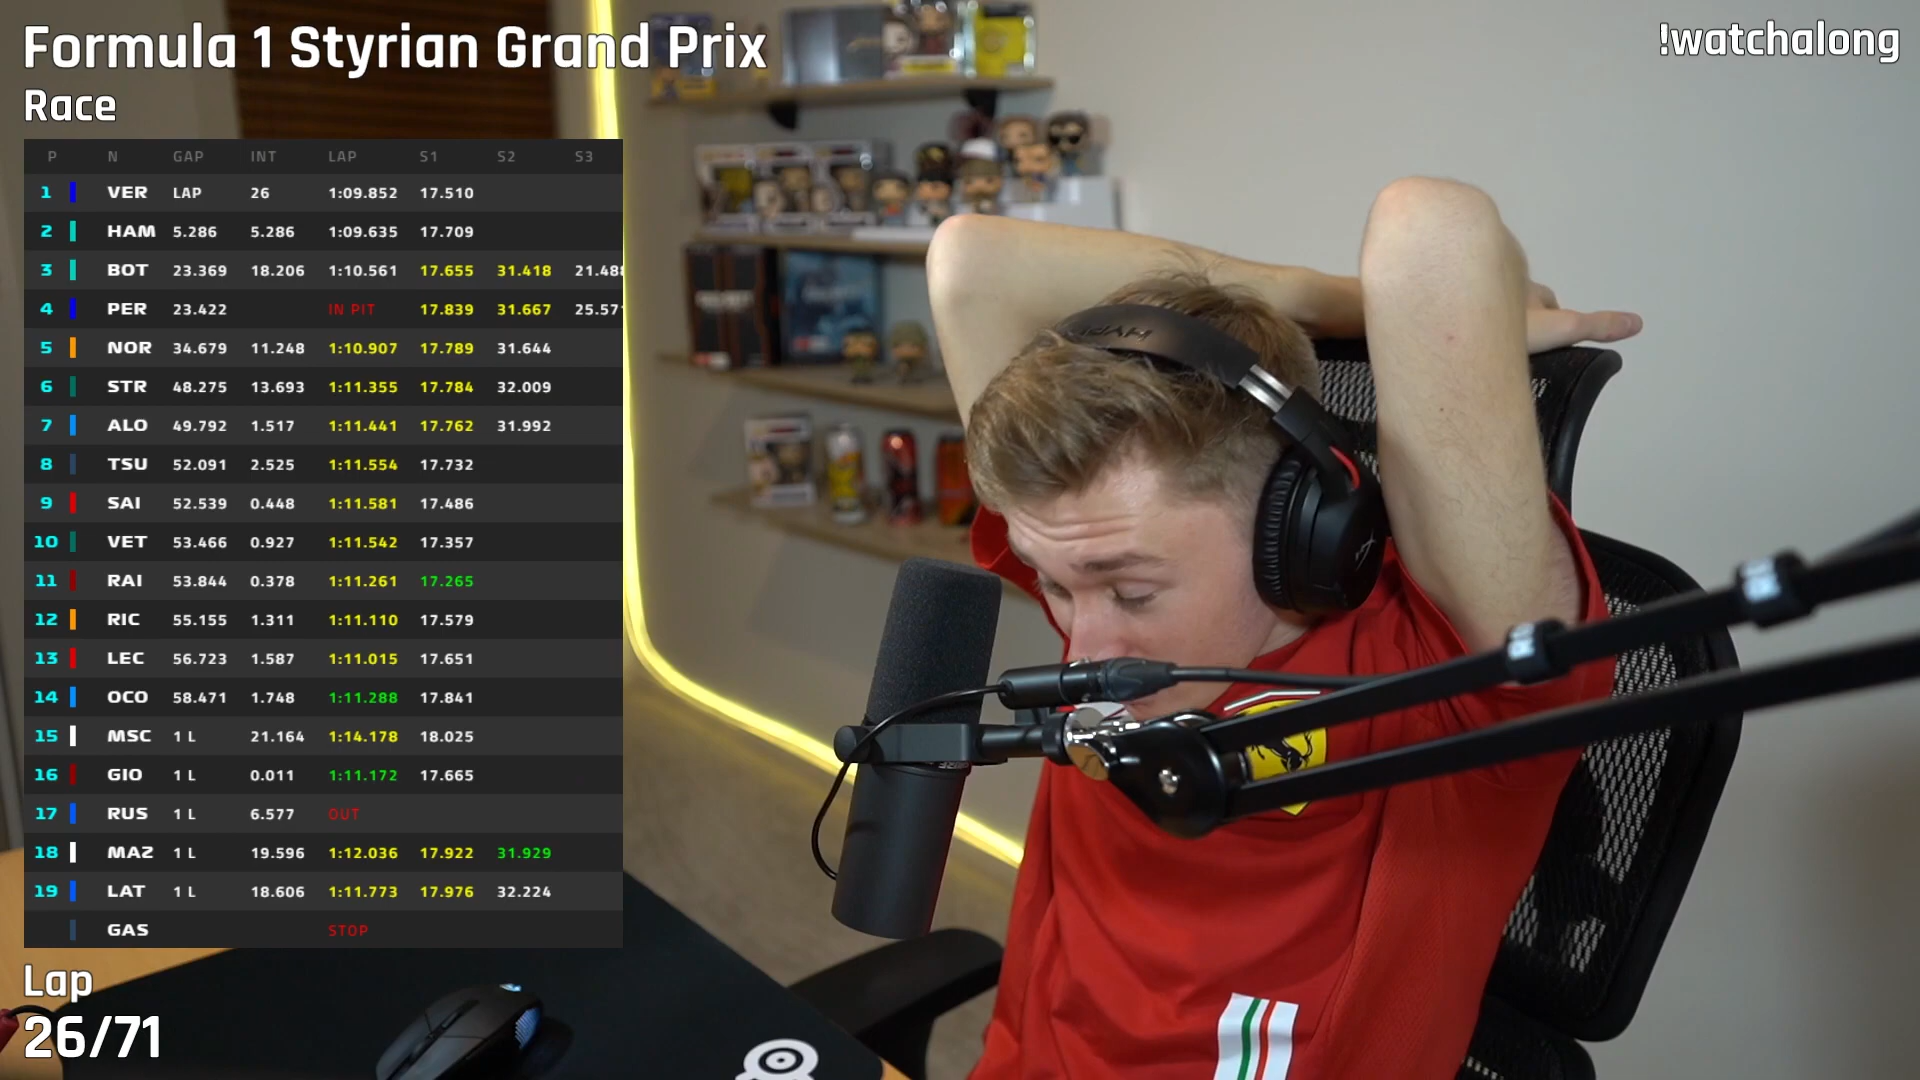 Formula 1 Styrian Grand Prix
!watchalong
Race
P N GAP INT LAP S1 S2 S3
1 VER LAP 26 1:09.852 17.510
2 HAM 5.286 5.286 1:09.635 17.709
3 BOT 23.369 18.206 1:10.561 17.655 31.418 21.488
4 PER 23.422 IN PIT 17.839 31.667 25.571
5 NOR 34.679 11.248 1:10.907 17.789 31.644
6 STR 48.275 13.693 1:11.355 17.784 32.009
7 ALO 49.792 1.517 1:11.441 17.762 31.992
8 TSU 52.091 2.525 1:11.554 17.732
9 SAI 52.539 0.448 1:11.581 17.486
10 VET 53.466 0.927 1:11.542 17.357
11 RAI 53.844 0.378 1:11.261 17.265
12 RIC 55.155 1.311 1:11.110 17.579
13 LEC 56.723 1.587 1:11.015 17.651
14 OCO 58.471 1.748 1:11.288 17.841
15 MSC 1 L 21.164 1:14.178 18.025
16 GIO 1 L 0.011 1:11.172 17.665
17 RUS 1 L 6.577 OUT
18 MAZ 1 L 19.596 1:12.036 17.922 31.929
19 LAT 1 L 18.606 1:11.773 17.976 32.224
GAS STOP
Lap
26/71